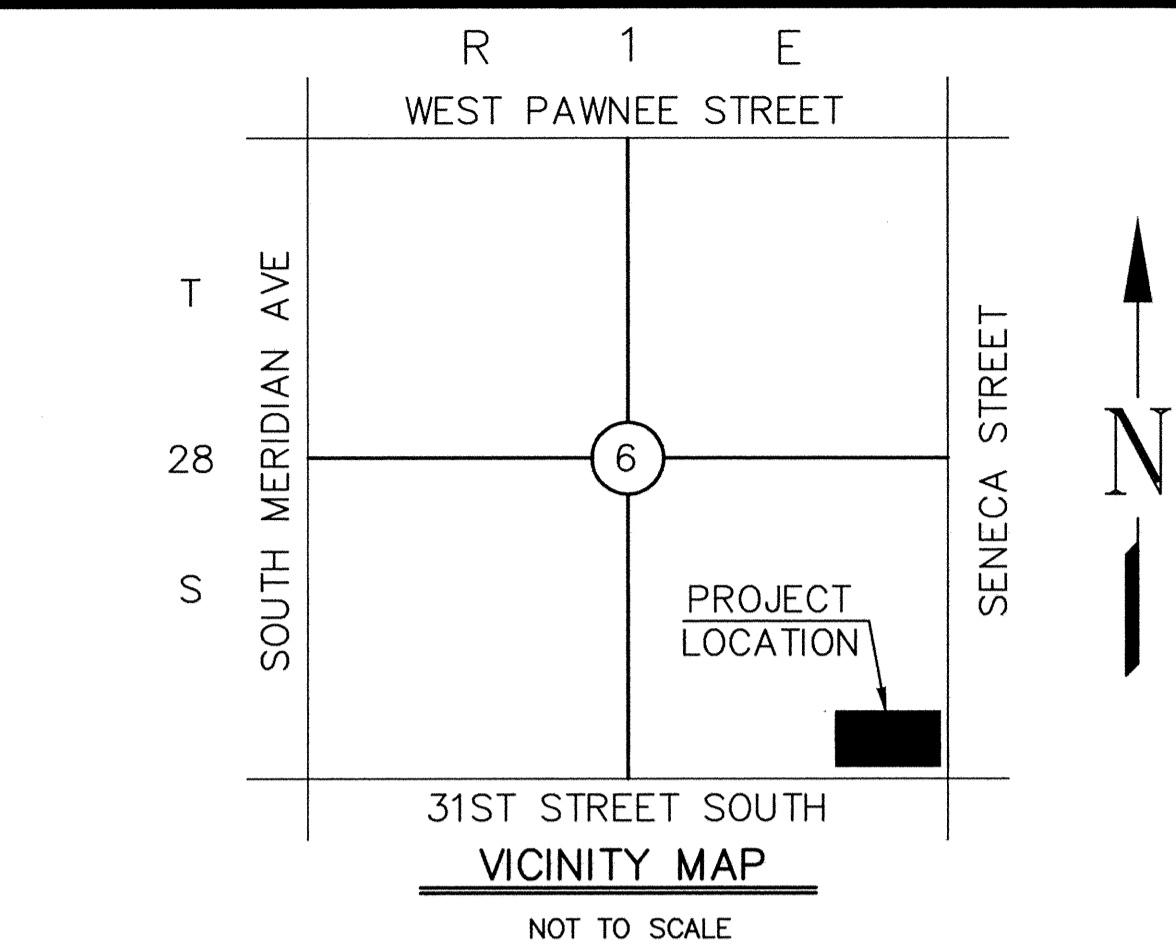 R 1 E
WEST PAWNEE STREET
T
28
S
SOUTH MERIDIAN AVE
6
SENECA STREET
N
PROJECT
LOCATION
31ST STREET SOUTH
VICINITY MAP
NOT TO SCALE